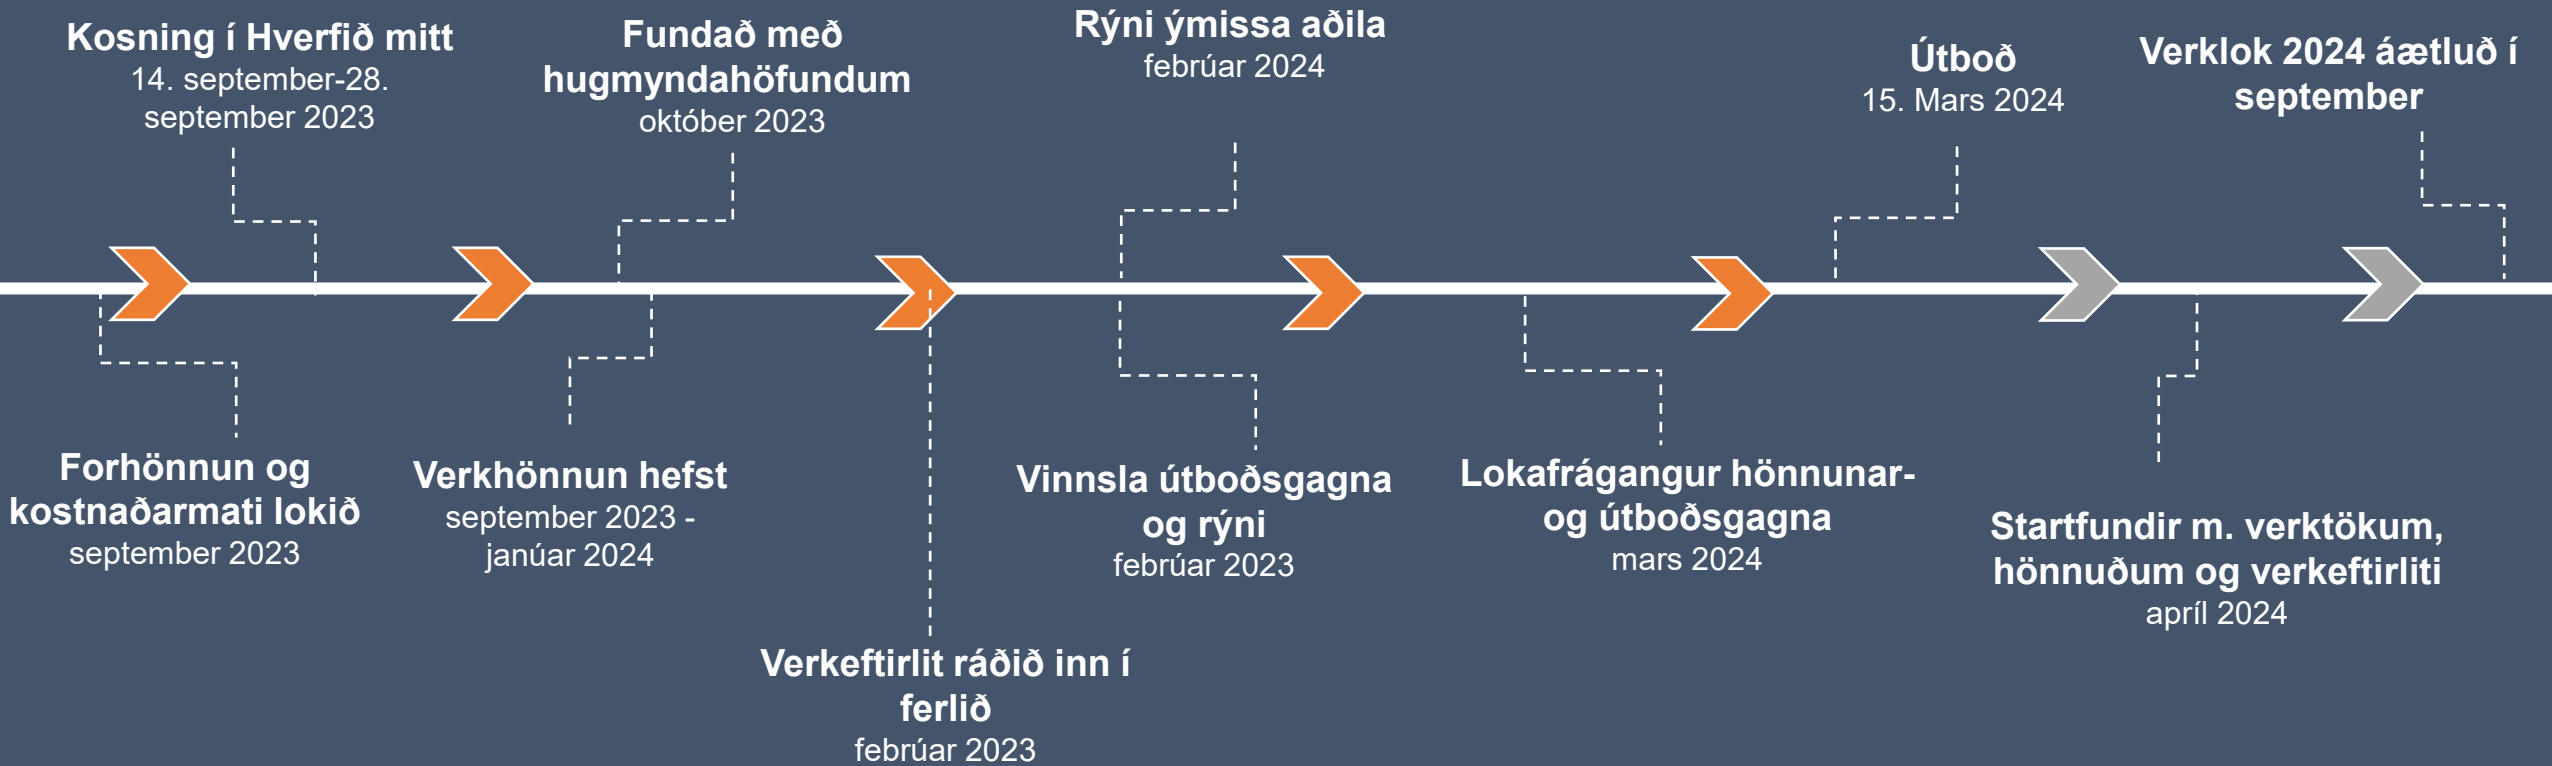 Kosning í Hverfið mitt
14. september-28.
september 2023
Fundað með
hugmyndahöfundum
október 2023
Rýni ýmissa aðila
febrúar 2024
Útboð
15. Mars 2024
Verklok 2024 áætluð í
september
Forhönnun og
kostnaðarmati lokið
september 2023
Verkhönnun hefst
september 2023 -
janúar 2024
Verkeftirlit ráðið inn í
ferlið
febrúar 2023
Vinnsla útboðsgagna
og rýni
febrúar 2023
Lokafrágangur hönnunar-
og útboðsgagna
mars 2024
Startfundir m. verktökum,
hönnuðum og verkeftirliti
apríl 2024